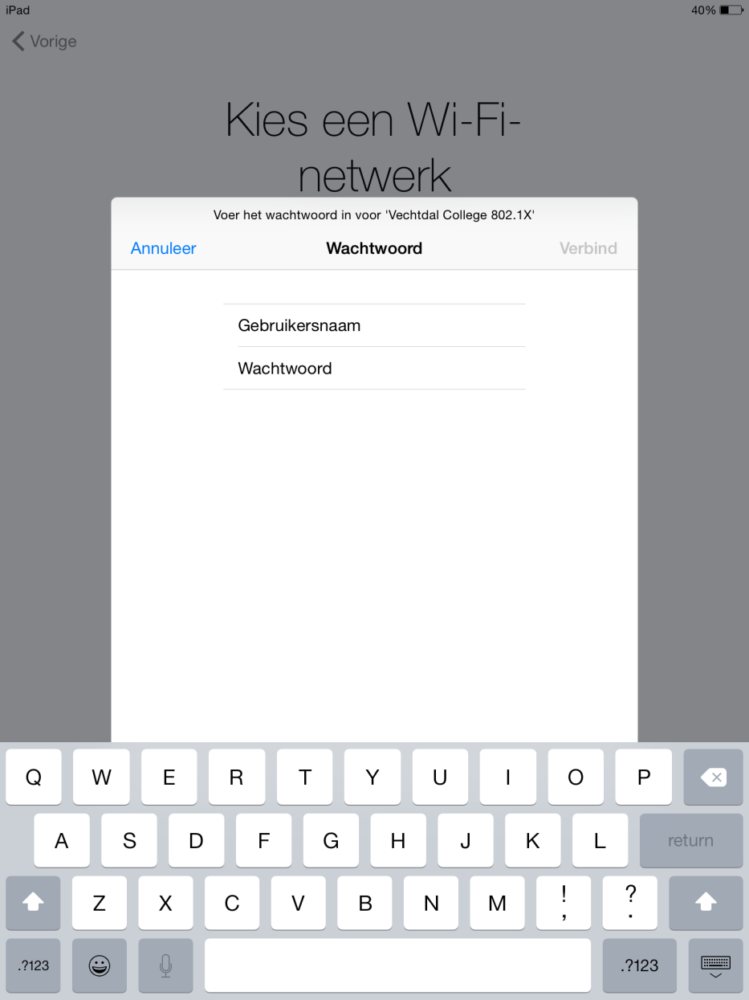 iPad
40%
Vorige
Kies een Wi-Fi-
netwerk
Voer het wachtwoord in voor 'Vechtdal College 802.1X'
Annuleer Wachtwoord Verbind
Gebruikersnaam
Wachtwoord
Q W E R T Y U I O P
A S D F G H J K L return
Z X C V B N M ! , ? .
.?123 .?123